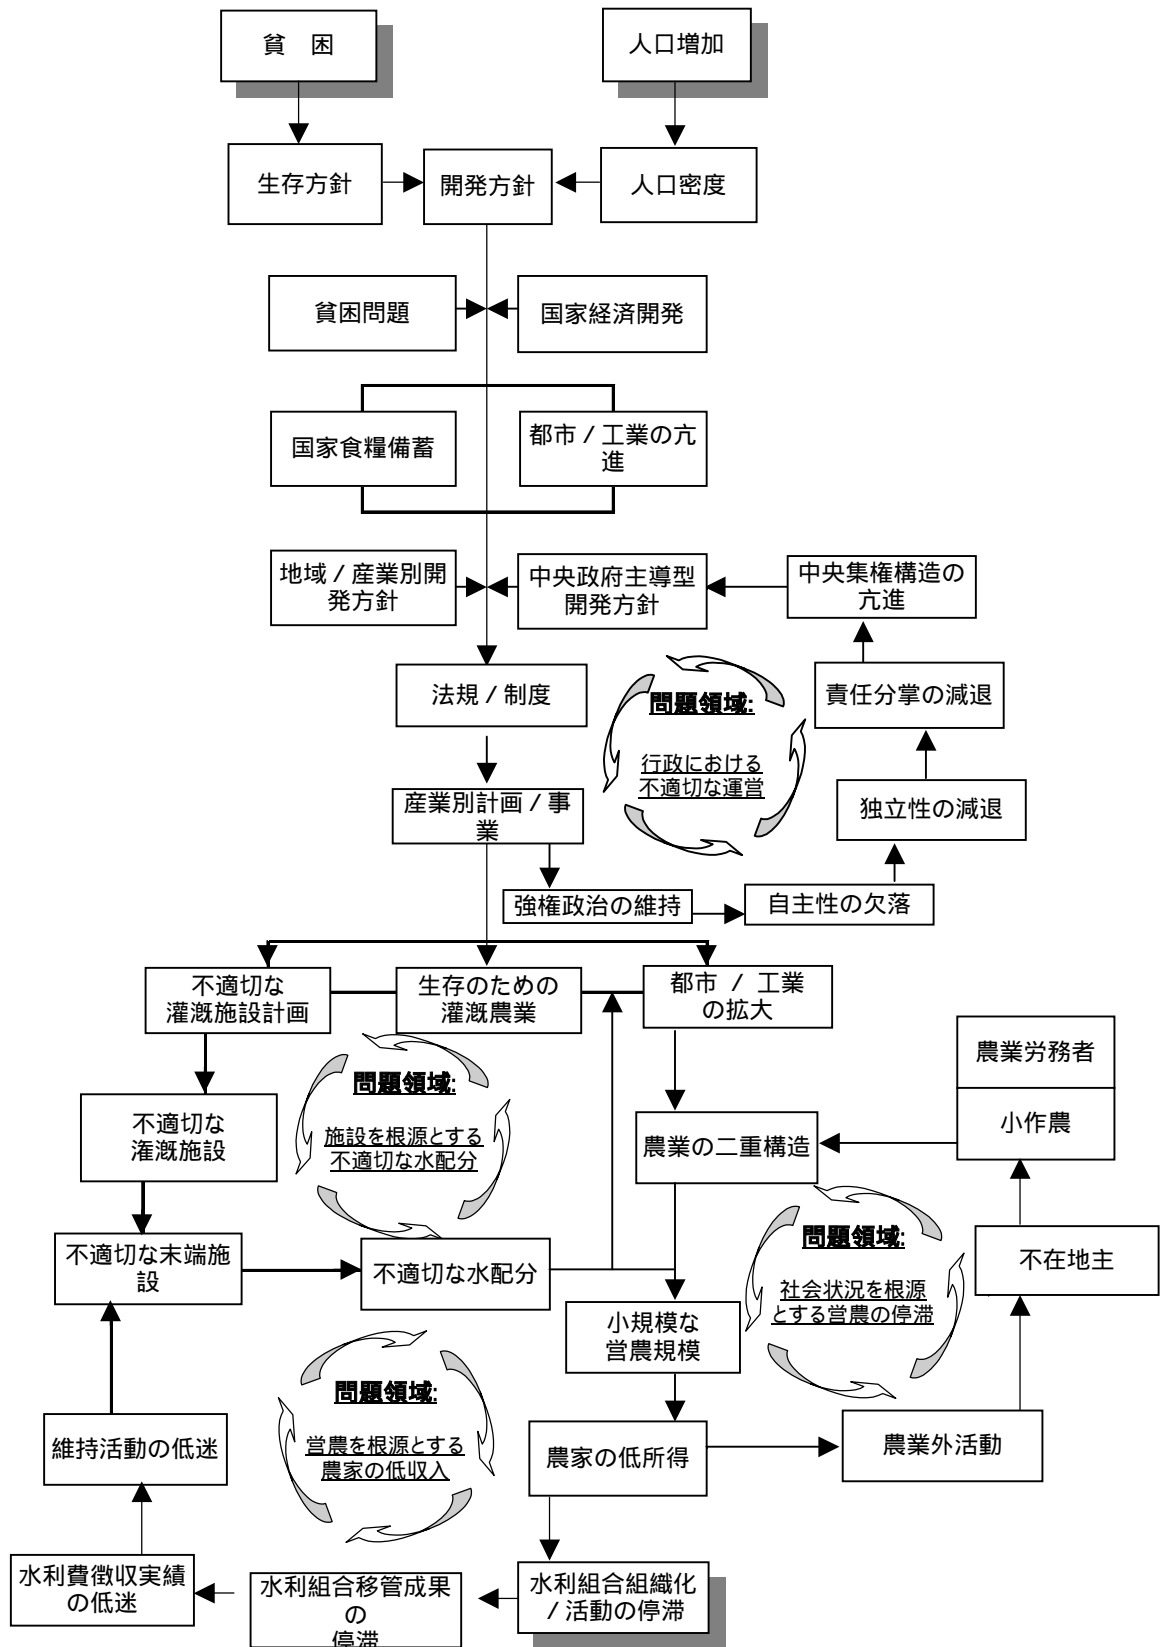 貧　困
人口増加
生存方針
開発方針
人口密度
貧困問題
国家経済開発
国家食糧備蓄
都市 / 工業の亢
進
地域 / 産業別開
発方針
中央政府主導型
開発方針
中央集権構造の
亢進
法規 / 制度
問題領域:
行政における
不適切な運営
責任分掌の減退
産業別計画 / 事
業
独立性の減退
強権政治の維持
自主性の欠落
不適切な
灌漑施設計画
生存のための
灌漑農業
都市 / 工業
の拡大
農業労務者
小作農
問題領域:
施設を根源とする
不適切な水配分
不適切な
潅漑施設
農業の二重構造
不適切な末端施
設
不適切な水配分
問題領域:
社会状況を根源
とする営農の停滞
不在地主
小規模な
営農規模
問題領域:
営農を根源とする
農家の低収入
維持活動の低迷
農家の低所得
農業外活動
水利費徴収実績
の低迷
水利組合移管成果
の
停滞
水利組合組織化
/ 活動の停滞